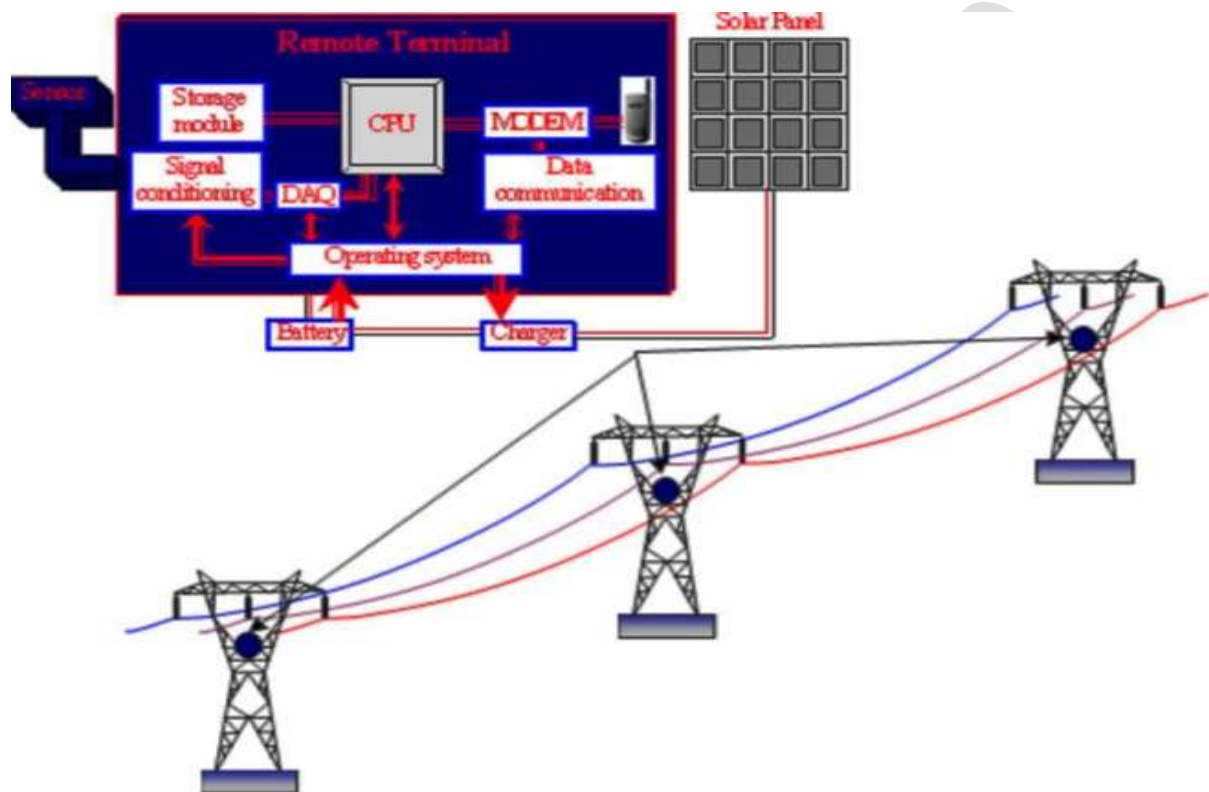 Solar Panel
Remote Terminal
Sensor
Storage
module
CPU
MODEM
Signal
conditioning
DAQ
Data
communication
Operating system
Battery
Charger